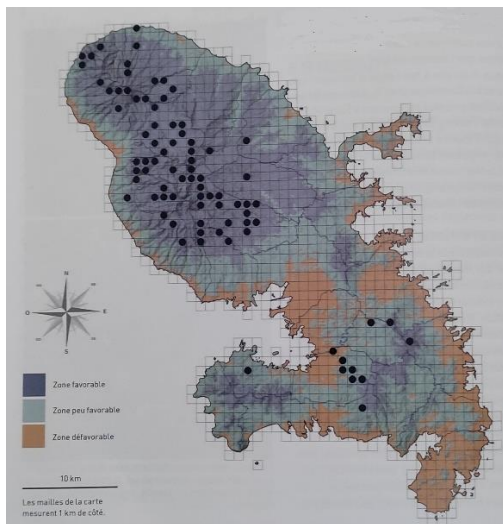 N
O
E
S
Zone favorable
Zone peu favorable
Zone défavorable
10 km
Les mailles de la carte
mesurent 1 km de côté.